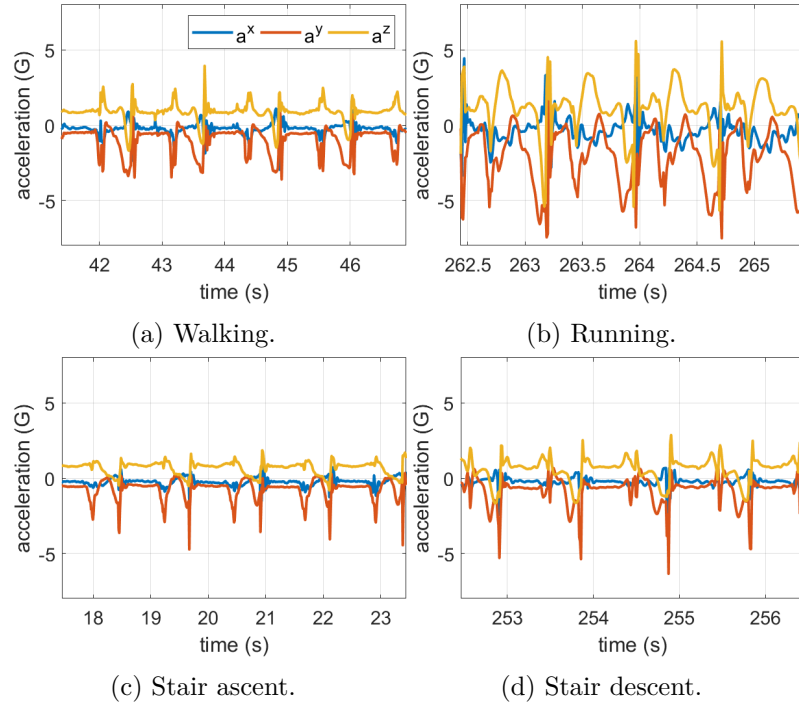 a^x a^y a^z
acceleration (G)
5
0
-5
42 43 44 45 46
time (s)
(a) Walking.
acceleration (G)
5
0
-5
262.5 263 263.5 264 264.5 265
time (s)
(b) Running.
acceleration (G)
5
0
-5
18 19 20 21 22 23
time (s)
(c) Stair ascent.
acceleration (G)
5
0
-5
253 254 255 256
time (s)
(d) Stair descent.